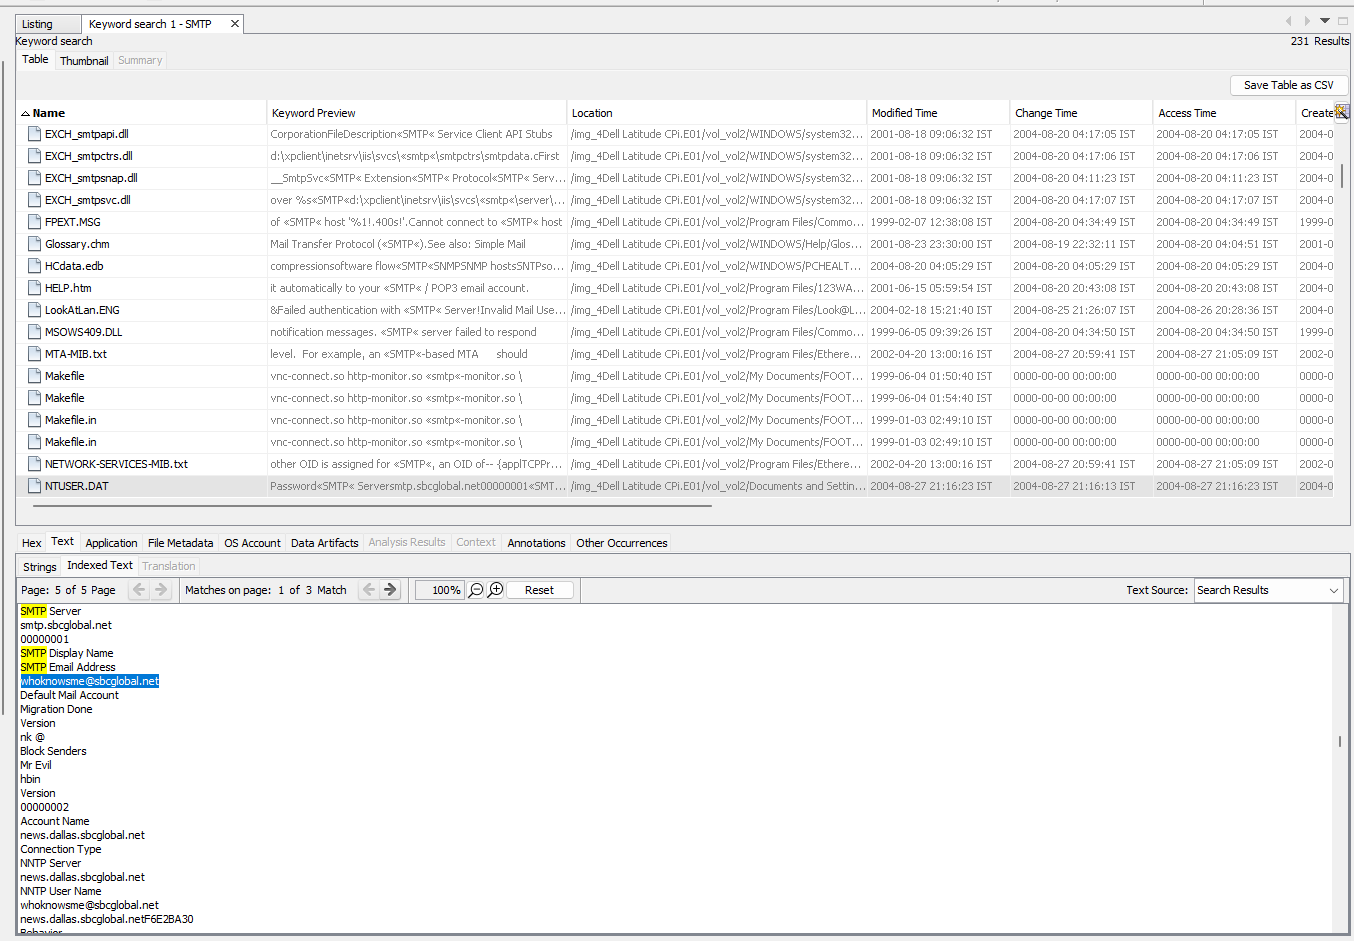 Listing
Keyword search 1 - SMTP
Keyword search
231 Results
Table Thumbnail Summary
Save Table as CSV
Name Keyword Preview Location Modified Time Change Time Access Time Create
EXCH_smtpapi.dll CorporationFileDescription«SMTP« Service Client API Stubs /img_4Dell Latitude CPi.E01/vol_vol2/WINDOWS/system32... 2001-08-18 09:06:32 IST 2004-08-20 04:17:05 IST 2004-08-20 04:17:05 IST 2004-0
EXCH_smtpctrs.dll d:\xpclient\inetsrv\iis\svcs\«smtp«\smtpctrs\smtpdata.cFirst /img_4Dell Latitude CPi.E01/vol_vol2/WINDOWS/system32... 2001-08-18 09:06:32 IST 2004-08-20 04:17:06 IST 2004-08-20 04:17:06 IST 2004-0
EXCH_smtpsnap.dll __SmtpSvc«SMTP« Extension«SMTP« Protocol«SMTP« Serv... /img_4Dell Latitude CPi.E01/vol_vol2/WINDOWS/system32... 2001-08-18 09:06:32 IST 2004-08-20 04:11:23 IST 2004-08-20 04:11:23 IST 2004-0
EXCH_smtpsvc.dll over %s«SMTP«d:\xpclient\inetsrv\iis\svcs\«smtp«\server\... /img_4Dell Latitude CPi.E01/vol_vol2/WINDOWS/system32... 2001-08-18 09:06:32 IST 2004-08-20 04:17:07 IST 2004-08-20 04:17:07 IST 2004-0
FPEXT.MSG of «SMTP« host '%1!.400s!'.Cannot connect to «SMTP« host /img_4Dell Latitude CPi.E01/vol_vol2/Program Files/Commo... 1999-02-07 12:38:08 IST 2004-08-20 04:34:49 IST 2004-08-20 04:34:49 IST 1999-0
Glossary.chm Mail Transfer Protocol («SMTP«).See also: Simple Mail /img_4Dell Latitude CPi.E01/vol_vol2/WINDOWS/Help/Glos... 2001-08-23 23:30:00 IST 2004-08-19 22:32:11 IST 2004-08-20 04:04:51 IST 2001-0
HCdata.edb compressionsoftware flow«SMTP«SNMPSNMP hostsSNTPso... /img_4Dell Latitude CPi.E01/vol_vol2/WINDOWS/PCHEALT... 2004-08-20 04:05:29 IST 2004-08-20 04:05:29 IST 2004-08-20 04:05:29 IST 2004-0
HELP.htm it automatically to your «SMTP« / POP3 email account. /img_4Dell Latitude CPi.E01/vol_vol2/Program Files/123WA... 2001-06-15 05:59:54 IST 2004-08-20 20:43:08 IST 2004-08-20 20:43:08 IST 2004-0
LookAtLan.ENG &Failed authentication with «SMTP« Server!Invalid Mail Use... /img_4Dell Latitude CPi.E01/vol_vol2/Program Files/Look@L... 2004-02-18 15:21:40 IST 2004-08-25 21:26:07 IST 2004-08-26 20:28:36 IST 2004-0
MSOWS409.DLL notification messages. «SMTP« server failed to respond /img_4Dell Latitude CPi.E01/vol_vol2/Program Files/Commo... 1999-06-05 09:39:26 IST 2004-08-20 04:34:50 IST 2004-08-20 04:34:50 IST 1999-0
MTA-MIB.txt level. For example, an «SMTP«-based MTA should /img_4Dell Latitude CPi.E01/vol_vol2/Program Files/Ethere... 2002-04-20 13:00:16 IST 2004-08-27 20:59:41 IST 2004-08-27 21:05:09 IST 2004-0
Makefile vnc-connect.so http-monitor.so «smtp«-monitor.so \ /img_4Dell Latitude CPi.E01/vol_vol2/My Documents/FOOT... 1999-06-04 01:50:40 IST 0000-00-00 00:00:00 0000-00-00 00:00:00 0000-0
Makefile vnc-connect.so http-monitor.so «smtp«-monitor.so \ /img_4Dell Latitude CPi.E01/vol_vol2/My Documents/FOOT... 1999-06-04 01:54:40 IST 0000-00-00 00:00:00 0000-00-00 00:00:00 0000-0
Makefile.in vnc-connect.so http-monitor.so «smtp«-monitor.so \ /img_4Dell Latitude CPi.E01/vol_vol2/My Documents/FOOT... 1999-01-03 02:49:10 IST 0000-00-00 00:00:00 0000-00-00 00:00:00 0000-0
Makefile.in vnc-connect.so http-monitor.so «smtp«-monitor.so \ /img_4Dell Latitude CPi.E01/vol_vol2/My Documents/FOOT... 1999-01-03 02:49:10 IST 0000-00-00 00:00:00 0000-00-00 00:00:00 0000-0
NETWORK-SERVICES-MIB.txt other OID is assigned for «SMTP«, an OID of-- {applTCPPr... /img_4Dell Latitude CPi.E01/vol_vol2/Program Files/Ethere... 2002-04-20 13:00:16 IST 2004-08-27 20:59:41 IST 2004-08-27 21:05:09 IST 2002-0
NTUSER.DAT Password«SMTP« Serversmtp.sbcglobal.net00000001«SMT... /img_4Dell Latitude CPi.E01/vol_vol2/Documents and Settin... 2004-08-27 21:16:23 IST 2004-08-27 21:16:13 IST 2004-08-27 21:16:23 IST 2004-0
Hex Text Application File Metadata OS Account Data Artifacts Analysis Results Context Annotations Other Occurrences
Strings Indexed Text Translation
Page: 5 of 5 Page Matches on page: 1 of 3 Match 100% Reset Text Source: Search Results
SMTP Server
smtp.sbcglobal.net
00000001
SMTP Display Name
SMTP Email Address
whoknowsme@sbcglobal.net
Default Mail Account
Migration Done
Version
nk @
Block Senders
Mr Evil
hbin
Version
00000002
Account Name
news.dallas.sbcglobal.net
Connection Type
NNTP Server
news.dallas.sbcglobal.net
NNTP User Name
whoknowsme@sbcglobal.net
news.dallas.sbcglobal.netF6E2BA30
Behavior